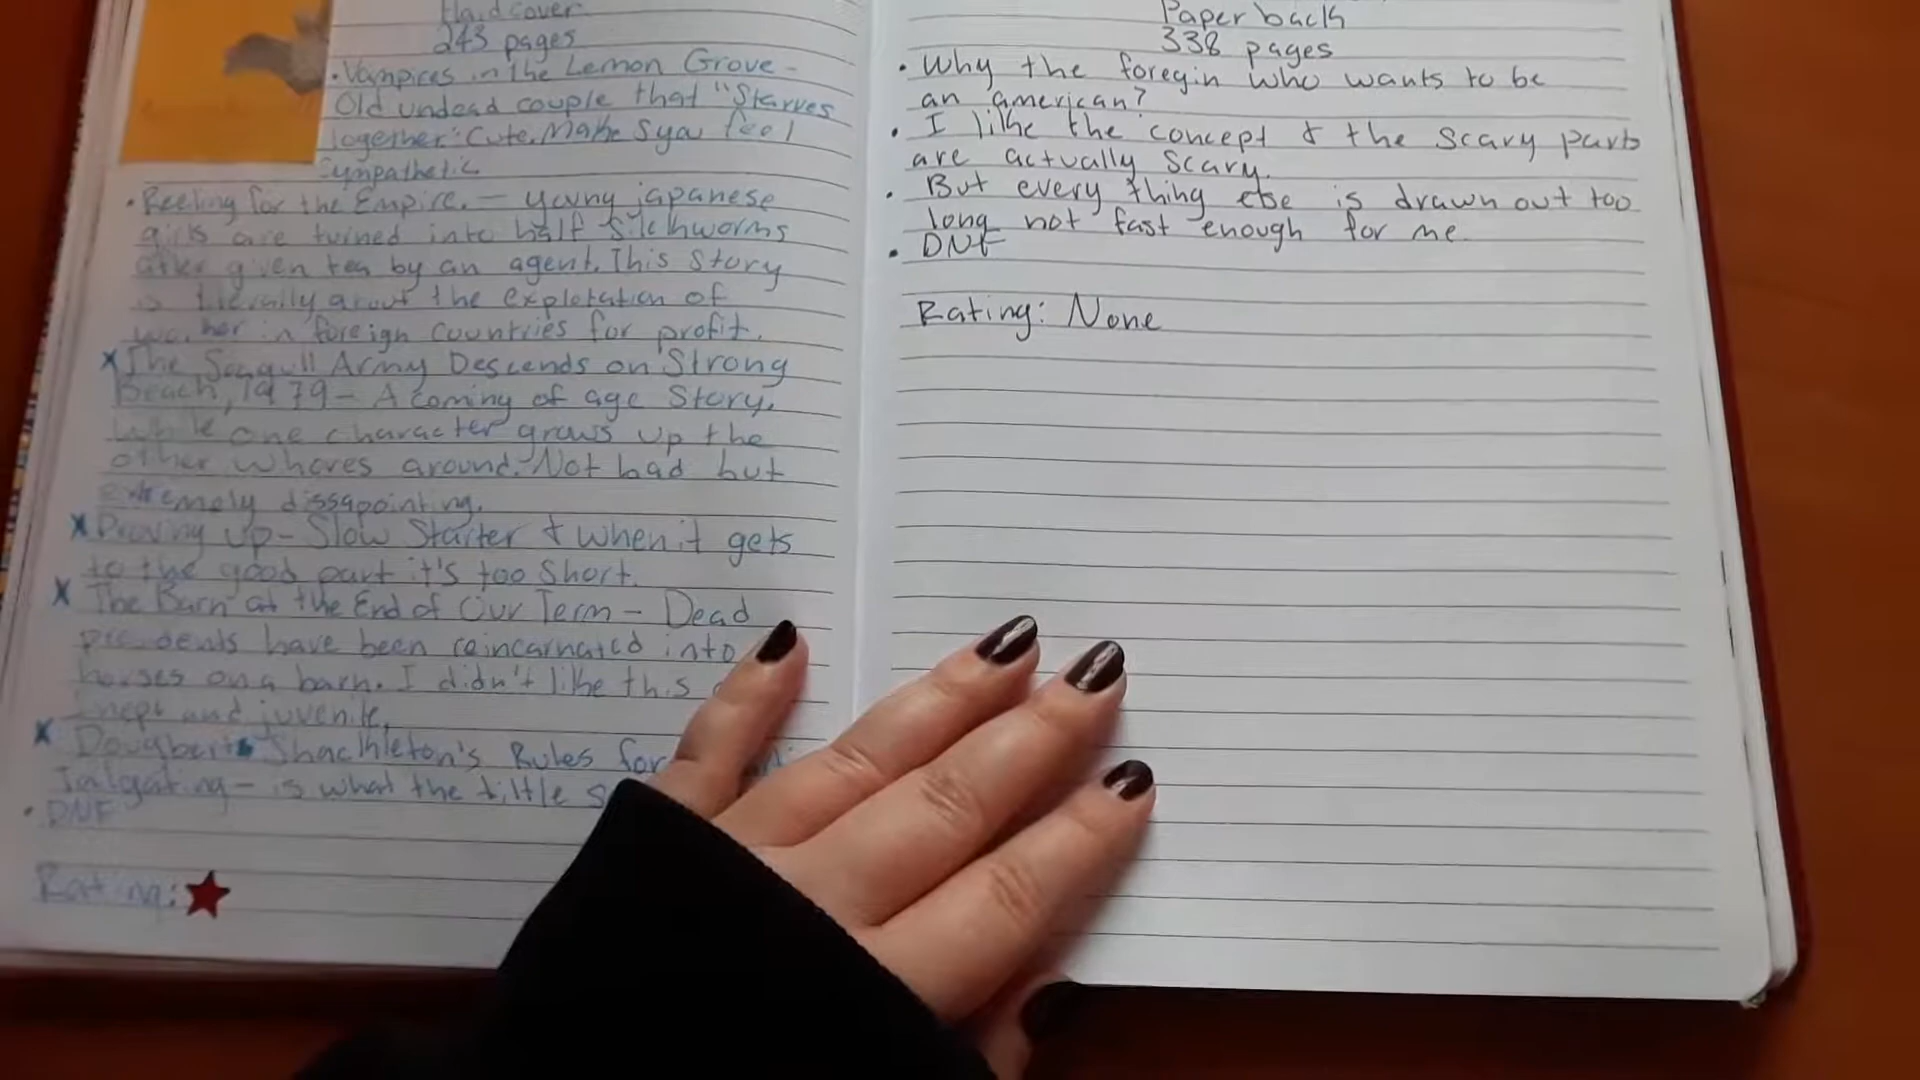 Hardcover
243 pages
• Vampires in the Lemon Grove -
Old undead couple that "Starves
together." Cute. Makes ya feel
Sympathetic
• Reeling for the Empire. - young japanese
girls are turned into half Silkworms
after given tea by an agent. This Story
is literally about the explotation of
in foreign Countries for profit.
x The Seagull Army Descends on Strong
Beach, 1979 - A coming of age Story.
While one character grows up the
other whores around. Not bad but
extremely dissapointing.
x Proving Up - Slow Starter & when it gets
to the good part it's too Short.
x The Barn at the End of Our Term - Dead
presidents have been reincarnated into
horses on a barn. I didn't like this
inept and juvenile.
x Dougbert Shackleton's Rules for
Tailgating - is what the tiltle
• DNF
Rating: ★
Paperback
338 pages
• Why the foregin who wants to be
an american?
• I like the concept & the scary parts
are actually scary.
• But every thing else is drawn out too
long not fast enough for me.
• DNF
Rating: None